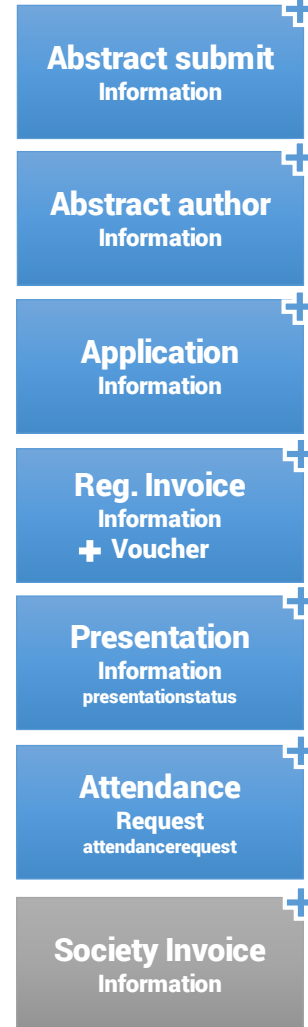 Abstract submit
Information
Abstract author
Information
Application
Information
Reg. Invoice
Information
+ Voucher
Presentation
Information
presentationstatus
Attendance
Request
attendancerequest
Society Invoice
Information